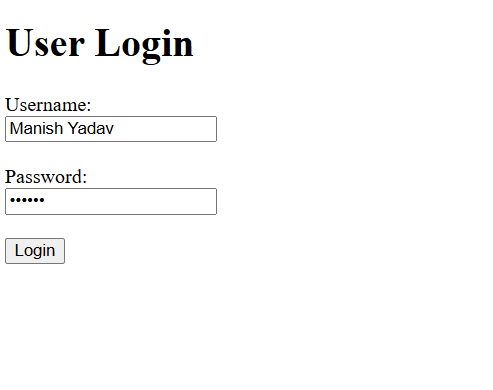 User Login
Username:
Manish Yadav
Password:
••••••
Login